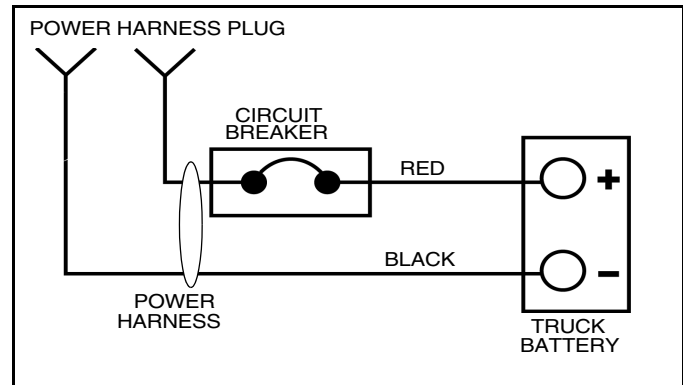 POWER HARNESS PLUG
CIRCUIT
BREAKER
RED
+
BLACK
−
POWER
HARNESS
TRUCK
BATTERY